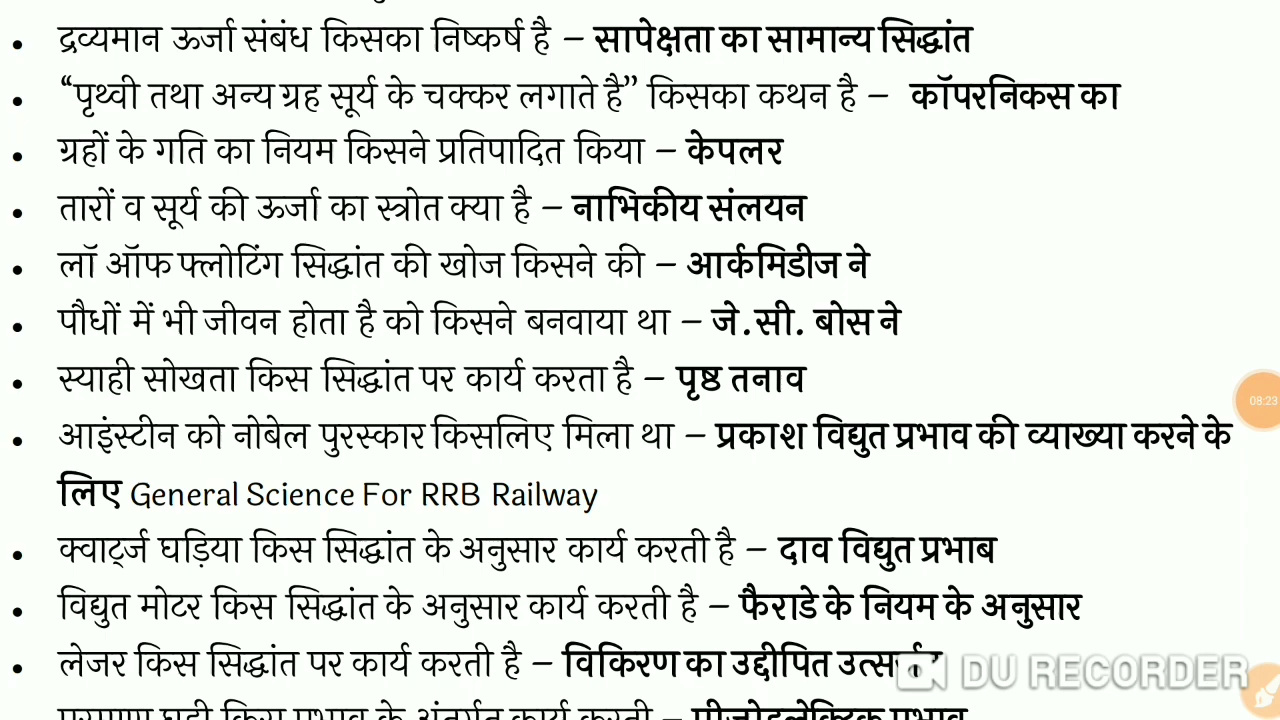 • द्रव्यमान ऊर्जा संबंध किसका निष्कर्ष है – सापेक्षता का सामान्य सिद्धांत
• “पृथ्वी तथा अन्य ग्रह सूर्य के चक्कर लगाते है” किसका कथन है – कॉपरनिकस का
• ग्रहों के गति का नियम किसने प्रतिपादित किया – केपलर
• तारों व सूर्य की ऊर्जा का स्त्रोत क्या है – नाभिकीय संलयन
• लॉ ऑफ फ्लोटिंग सिद्धांत की खोज किसने की – आर्कमिडीज ने
• पौधों में भी जीवन होता है को किसने बनवाया था – जे.सी. बोस ने
• स्याही सोखता किस सिद्धांत पर कार्य करता है – पृष्ठ तनाव
08:23
• आइंस्टीन को नोबेल पुरस्कार किसलिए मिला था – प्रकाश विद्युत प्रभाव की व्याख्या करने के
लिए General Science For RRB Railway
• क्वार्ट्ज घड़िया किस सिद्धांत के अनुसार कार्य करती है – दाव विद्युत प्रभाब
• विद्युत मोटर किस सिद्धांत के अनुसार कार्य करती है – फैराडे के नियम के अनुसार
• लेजर किस सिद्धांत पर कार्य करती है – विकिरण का उद्दीपित
DU RECORDER